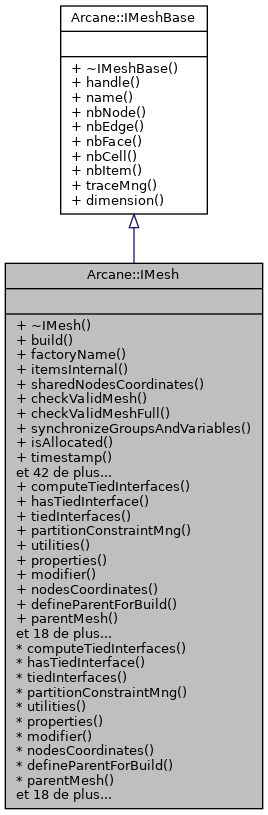 Arcane::IMeshBase
+ ~IMeshBase()
+ handle()
+ name()
+ nbNode()
+ nbEdge()
+ nbFace()
+ nbCell()
+ nbItem()
+ traceMng()
+ dimension()
Arcane::IMesh
+ ~IMesh()
+ build()
+ factoryName()
+ itemsInternal()
+ sharedNodesCoordinates()
+ checkValidMesh()
+ checkValidMeshFull()
+ synchronizeGroupsAndVariables()
+ isAllocated()
+ timestamp()
et 42 de plus...
+ computeTiedInterfaces()
+ hasTiedInterface()
+ tiedInterfaces()
+ partitionConstraintMng()
+ utilities()
+ properties()
+ modifier()
+ nodesCoordinates()
+ defineParentForBuild()
+ parentMesh()
et 18 de plus...
* computeTiedInterfaces()
* hasTiedInterface()
* tiedInterfaces()
* partitionConstraintMng()
* utilities()
* properties()
* modifier()
* nodesCoordinates()
* defineParentForBuild()
* parentMesh()
et 18 de plus...